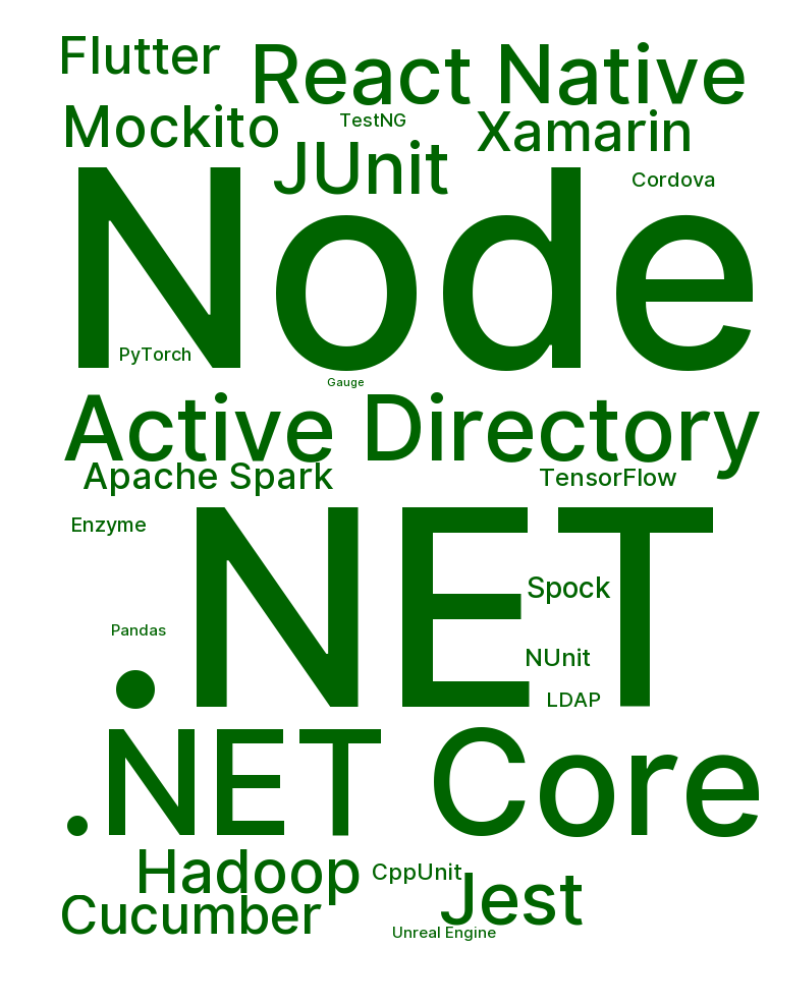 Flutter
React Native
Mockito
TestNG
Xamarin
JUnit
Cordova
Node
PyTorch
Gauge
Active Directory
Apache Spark
TensorFlow
Enzyme
.NET
Spock
Pandas
NUnit
LDAP
.NET Core
Hadoop
CppUnit
Jest
Cucumber
Unreal Engine